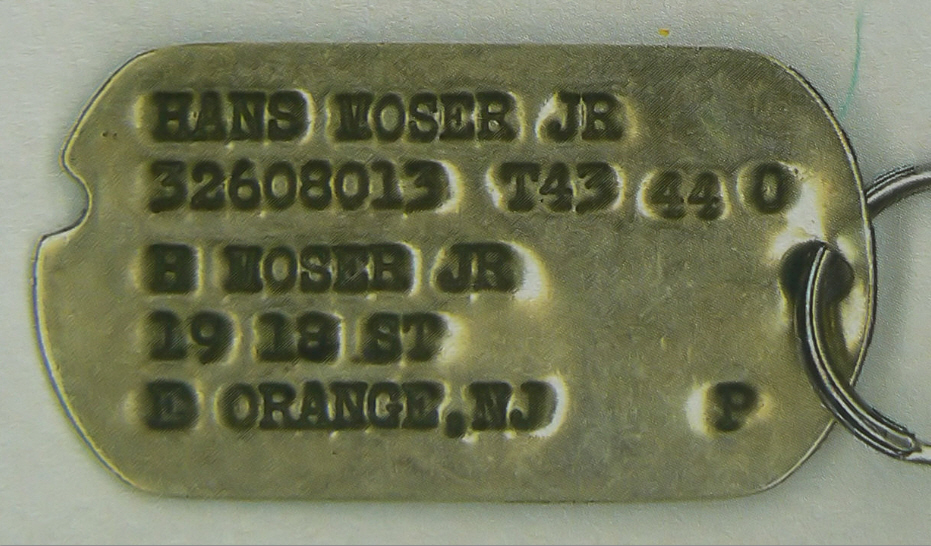 HANS MOSER JR
32608013 T43 44 O
H MOSER JR
19 18 ST
E ORANGE,NJ P